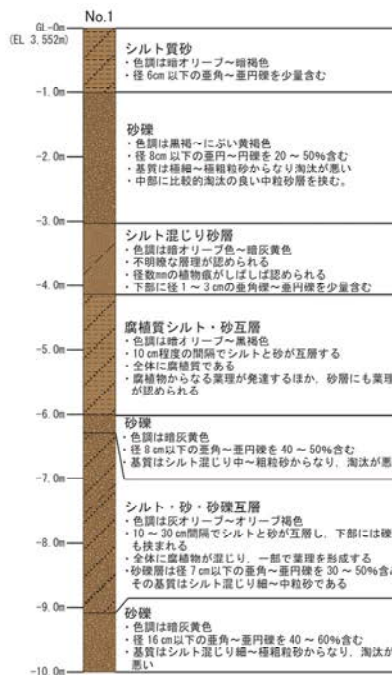 No.1
GL-0m
(EL 3.552m)
シルト質砂
・色調は暗オリーブ～暗褐色
・径 6cm 以下の亜角～亜円礫を少量含む
-1.0m
砂礫
・色調は黒褐～にぶい黄褐色
・径 8cm 以下の亜円～円礫を 20 ～ 50%含む
-2.0m
・基質は極細～極粗粒砂からなり淘汰が悪い
・中部に比較的淘汰の良い中粒砂層を挟む。
-3.0m
シルト混じり砂層
・色調は暗オリーブ色～暗灰黄色
・不明瞭な層理が認められる
・径数mmの植物痕がしばしば認められる
-4.0m
・下部に径 1 ～ 3 cmの亜角礫～亜円礫を少量含む
腐植質シルト・砂互層
・色調は暗オリーブ～黒褐色
-5.0m
・10 cm程度の間隔でシルトと砂が互層する
・全体に腐植質である
・腐植物からなる葉理が発達するほか、砂層にも葉理
が認められる
-6.0m
砂礫
・色調は暗灰黄色
・径 8 cm以下の亜角～亜円礫を 40 ～ 50%含む
・基質はシルト混じり中～粗粒砂からなり、淘汰が悪
-7.0m
シルト・砂・砂礫互層
・色調は灰オリーブ～オリーブ褐色
・10 ～ 30 cm間隔でシルトと砂が互層し、下部には礫
-8.0m
も挟まれる
・全体に腐植物が混じり、一部で葉理を形成する
・砂礫層は径 7 cm以下の亜角～亜円礫を 30 ～ 50%含
その基質はシルト混じり細～中粒砂である
-9.0m
砂礫
・色調は暗灰黄色
・径 16 cm以下の亜角～亜円礫を 40 ～ 60%含む
・基質はシルト混じり細～極粗粒砂からなり、淘汰が
悪い
-10.0m